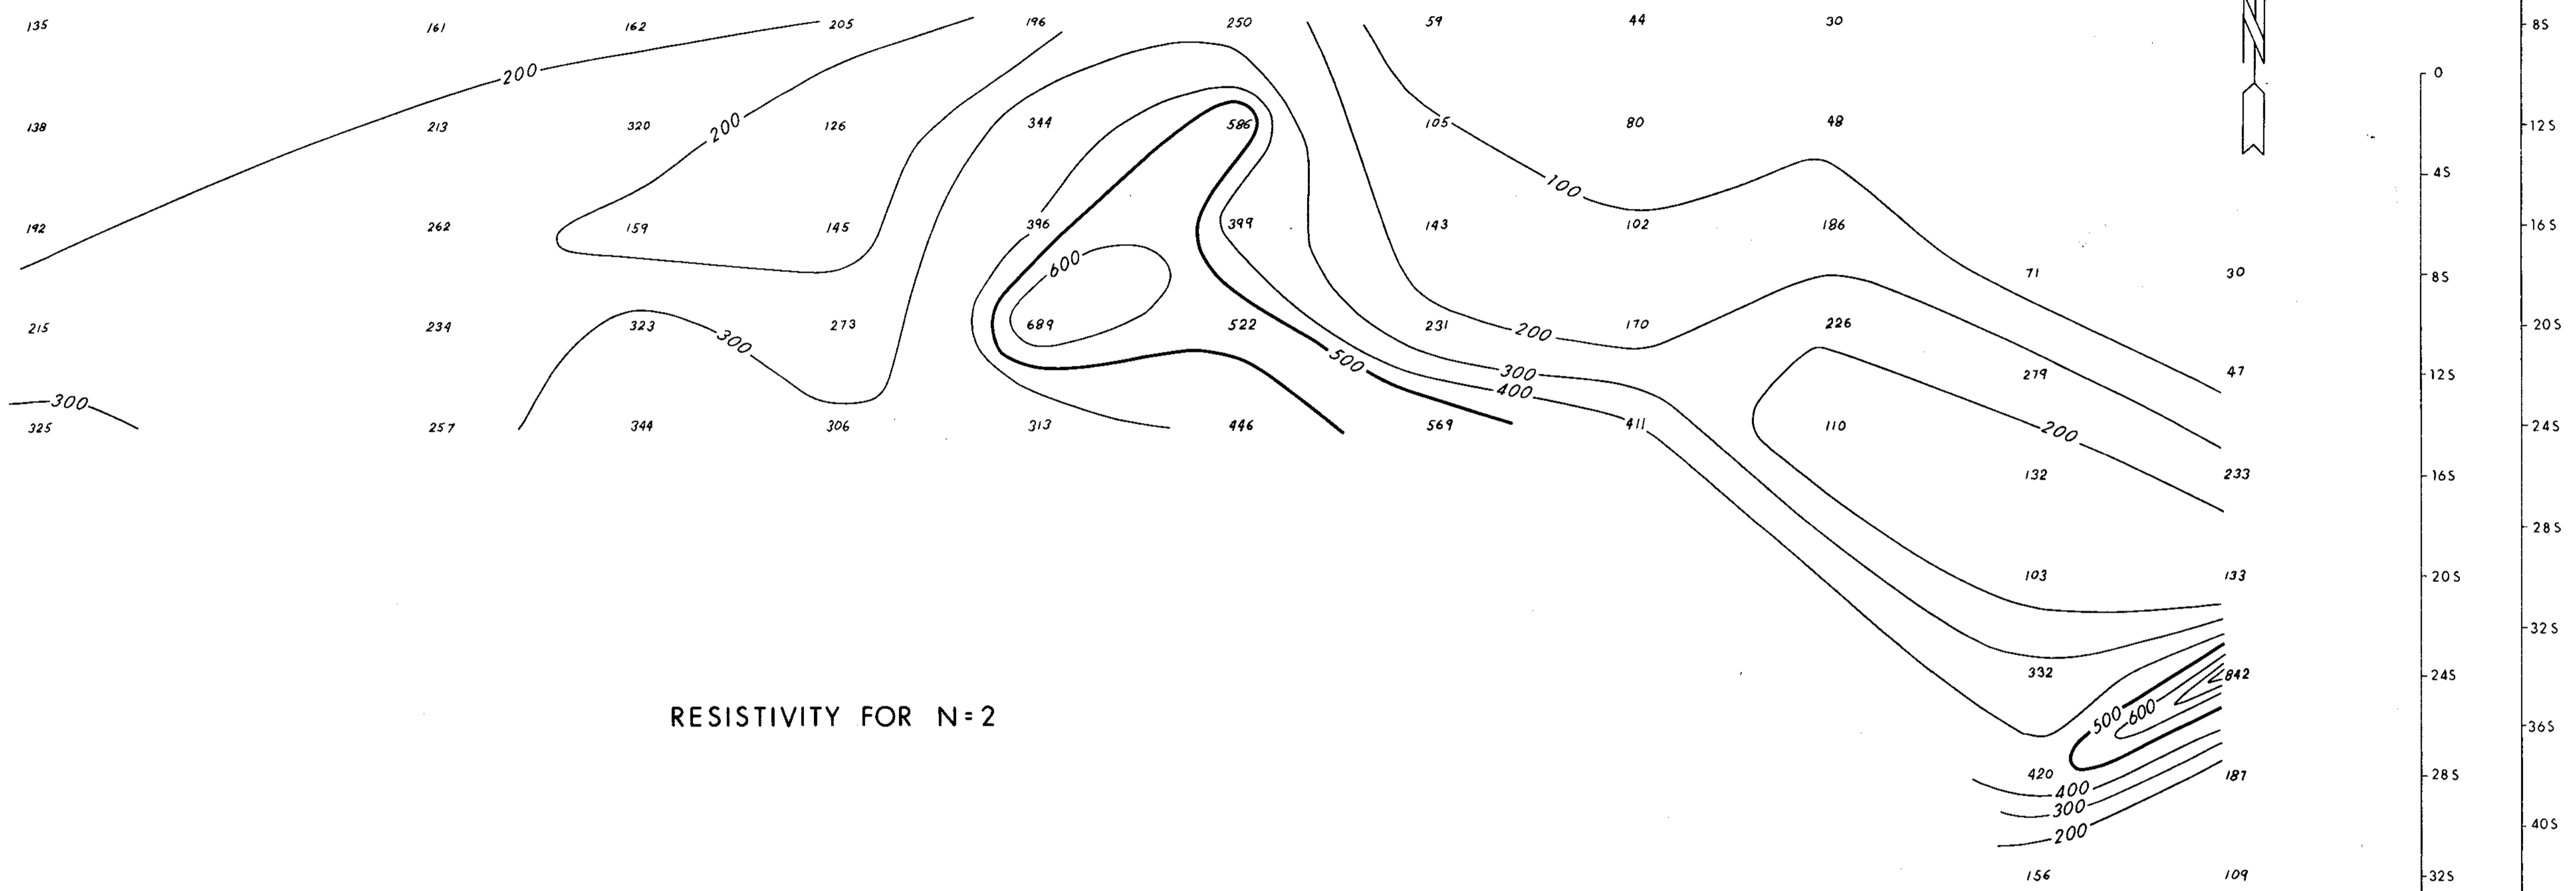 135 161 162 205 196 250 59 44 30 8S
200 0
138 213 320 200 126 344 586 105 80 48 12S
100 4S
192 262 159 145 396 399 143 102 186 16S
600 71 30 8S
215 234 323 300 273 689 522 231 200 170 226 20S
500 300 279 47 12S
300 400
325 257 344 306 313 446 569 411 110 200 24S
132 233 16S
28S
103 133 20S
32S
332 842 24S
RESISTIVITY FOR N=2 500 600 36S
420 187 28S
400
300
200 40S
156 109 32S
N